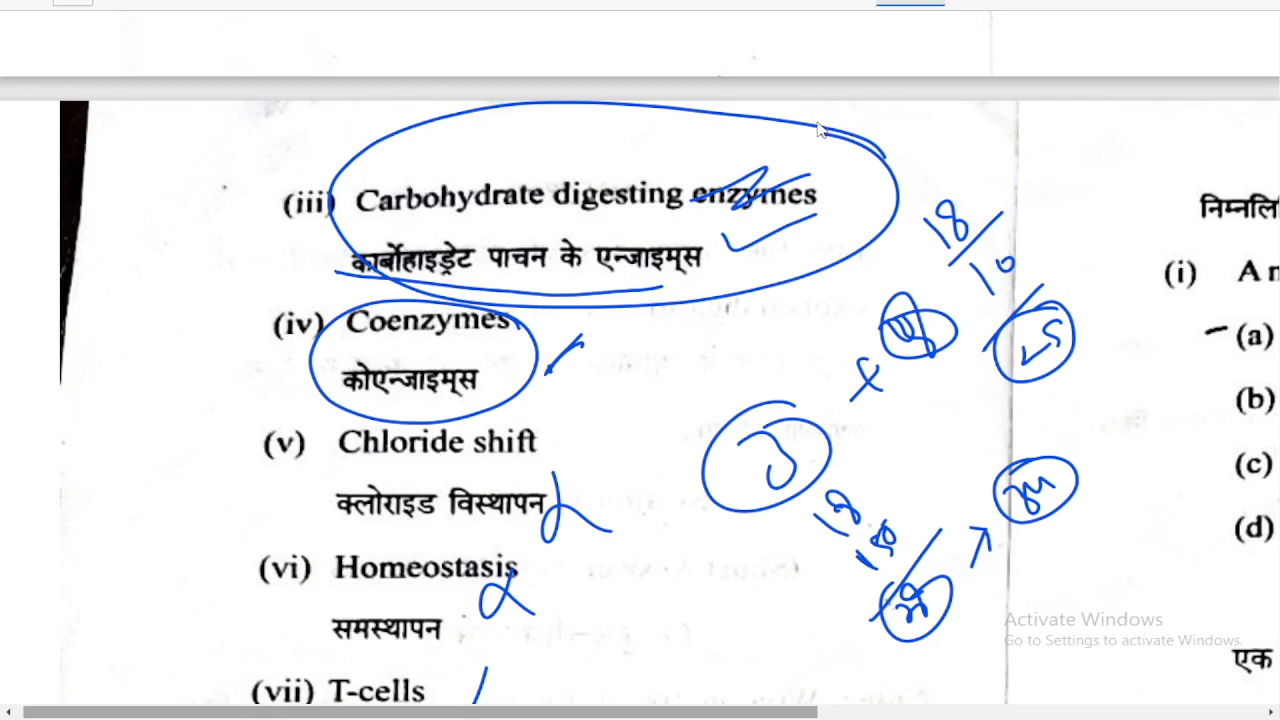 (iii) Carbohydrate digesting enzymes
कार्बोहाइड्रेट पाचन के एन्जाइम्स
(iv) Coenzymes
कोएन्जाइम्स
(v) Chloride shift
क्लोराइड विस्थापन
(vi) Homeostasis
समस्थापन
(vii) T-cells
18
10
निम्नलि
(i) An
(a)
(b)
(c)
(d)
एक
Activate Windows
Go to Settings to activate Windows.